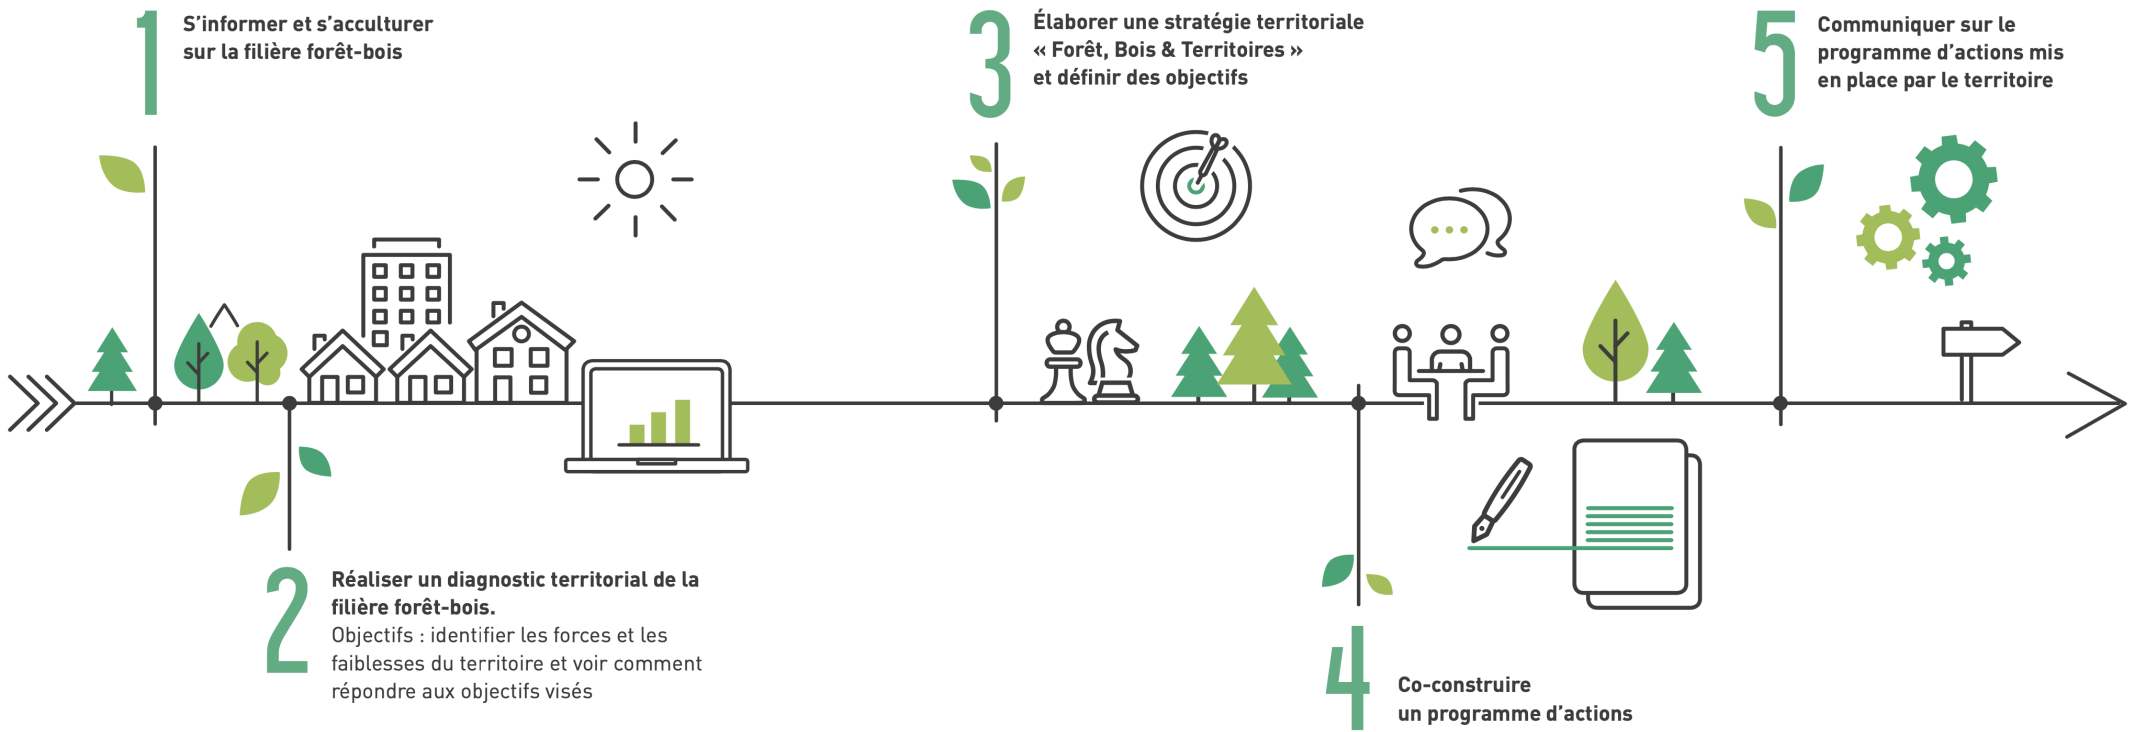 1
S’informer et s’acculturer
sur la filière forêt-bois
2
Réaliser un diagnostic territorial de la
filière forêt-bois.
Objectifs : identifier les forces et les
faiblesses du territoire et voir comment
répondre aux objectifs visés
3
Élaborer une stratégie territoriale
« Forêt, Bois & Territoires »
et définir des objectifs
4
Co-construire
un programme d’actions
5
Communiquer sur le
programme d’actions mis
en place par le territoire